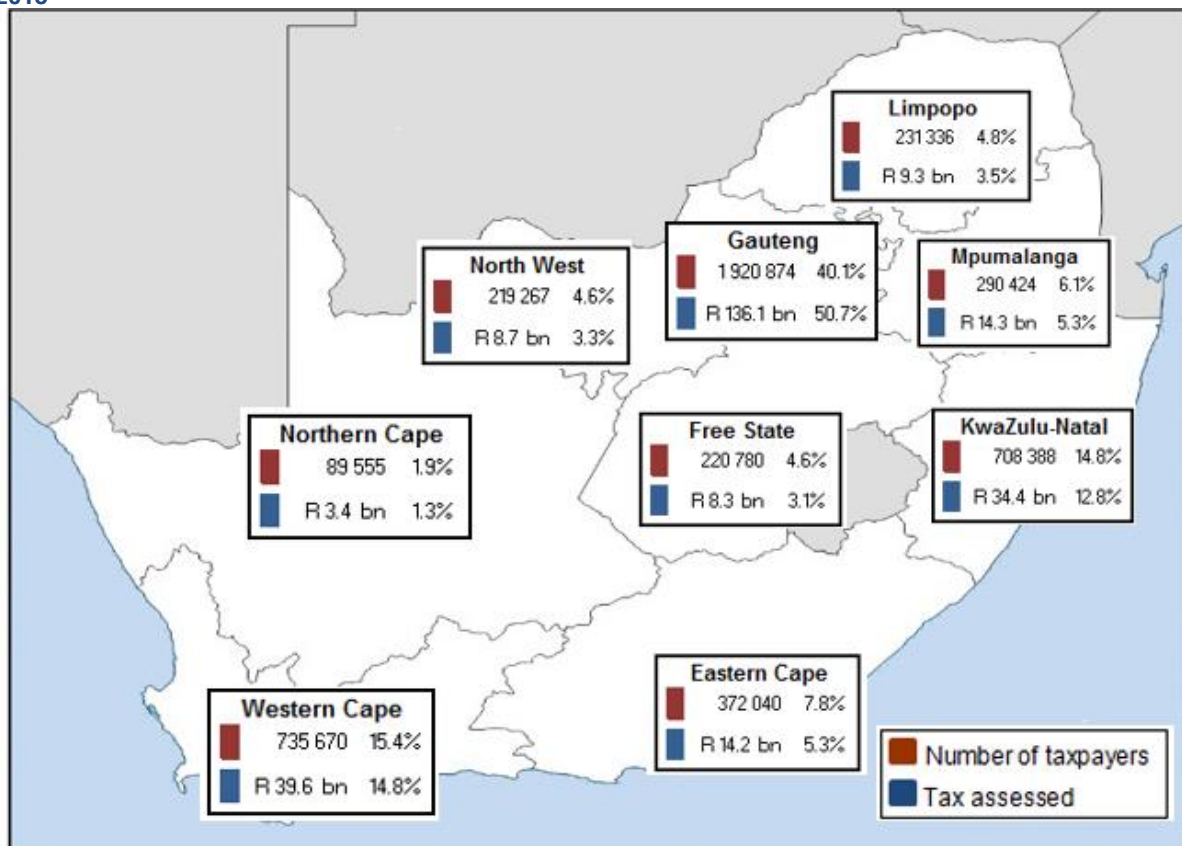 Limpopo
231 336 4.8%
R 9.3 bn 3.5%
Gauteng
1 920 874 40.1%
R 136.1 bn 50.7%
North West
219 267 4.6%
R 8.7 bn 3.3%
Mpumalanga
290 424 6.1%
R 14.3 bn 5.3%
Northern Cape
89 555 1.9%
R 3.4 bn 1.3%
Free State
220 780 4.6%
R 8.3 bn 3.1%
KwaZulu-Natal
708 388 14.8%
R 34.4 bn 12.8%
Western Cape
735 670 15.4%
R 39.6 bn 14.8%
Eastern Cape
372 040 7.8%
R 14.2 bn 5.3%
Number of taxpayers
Tax assessed